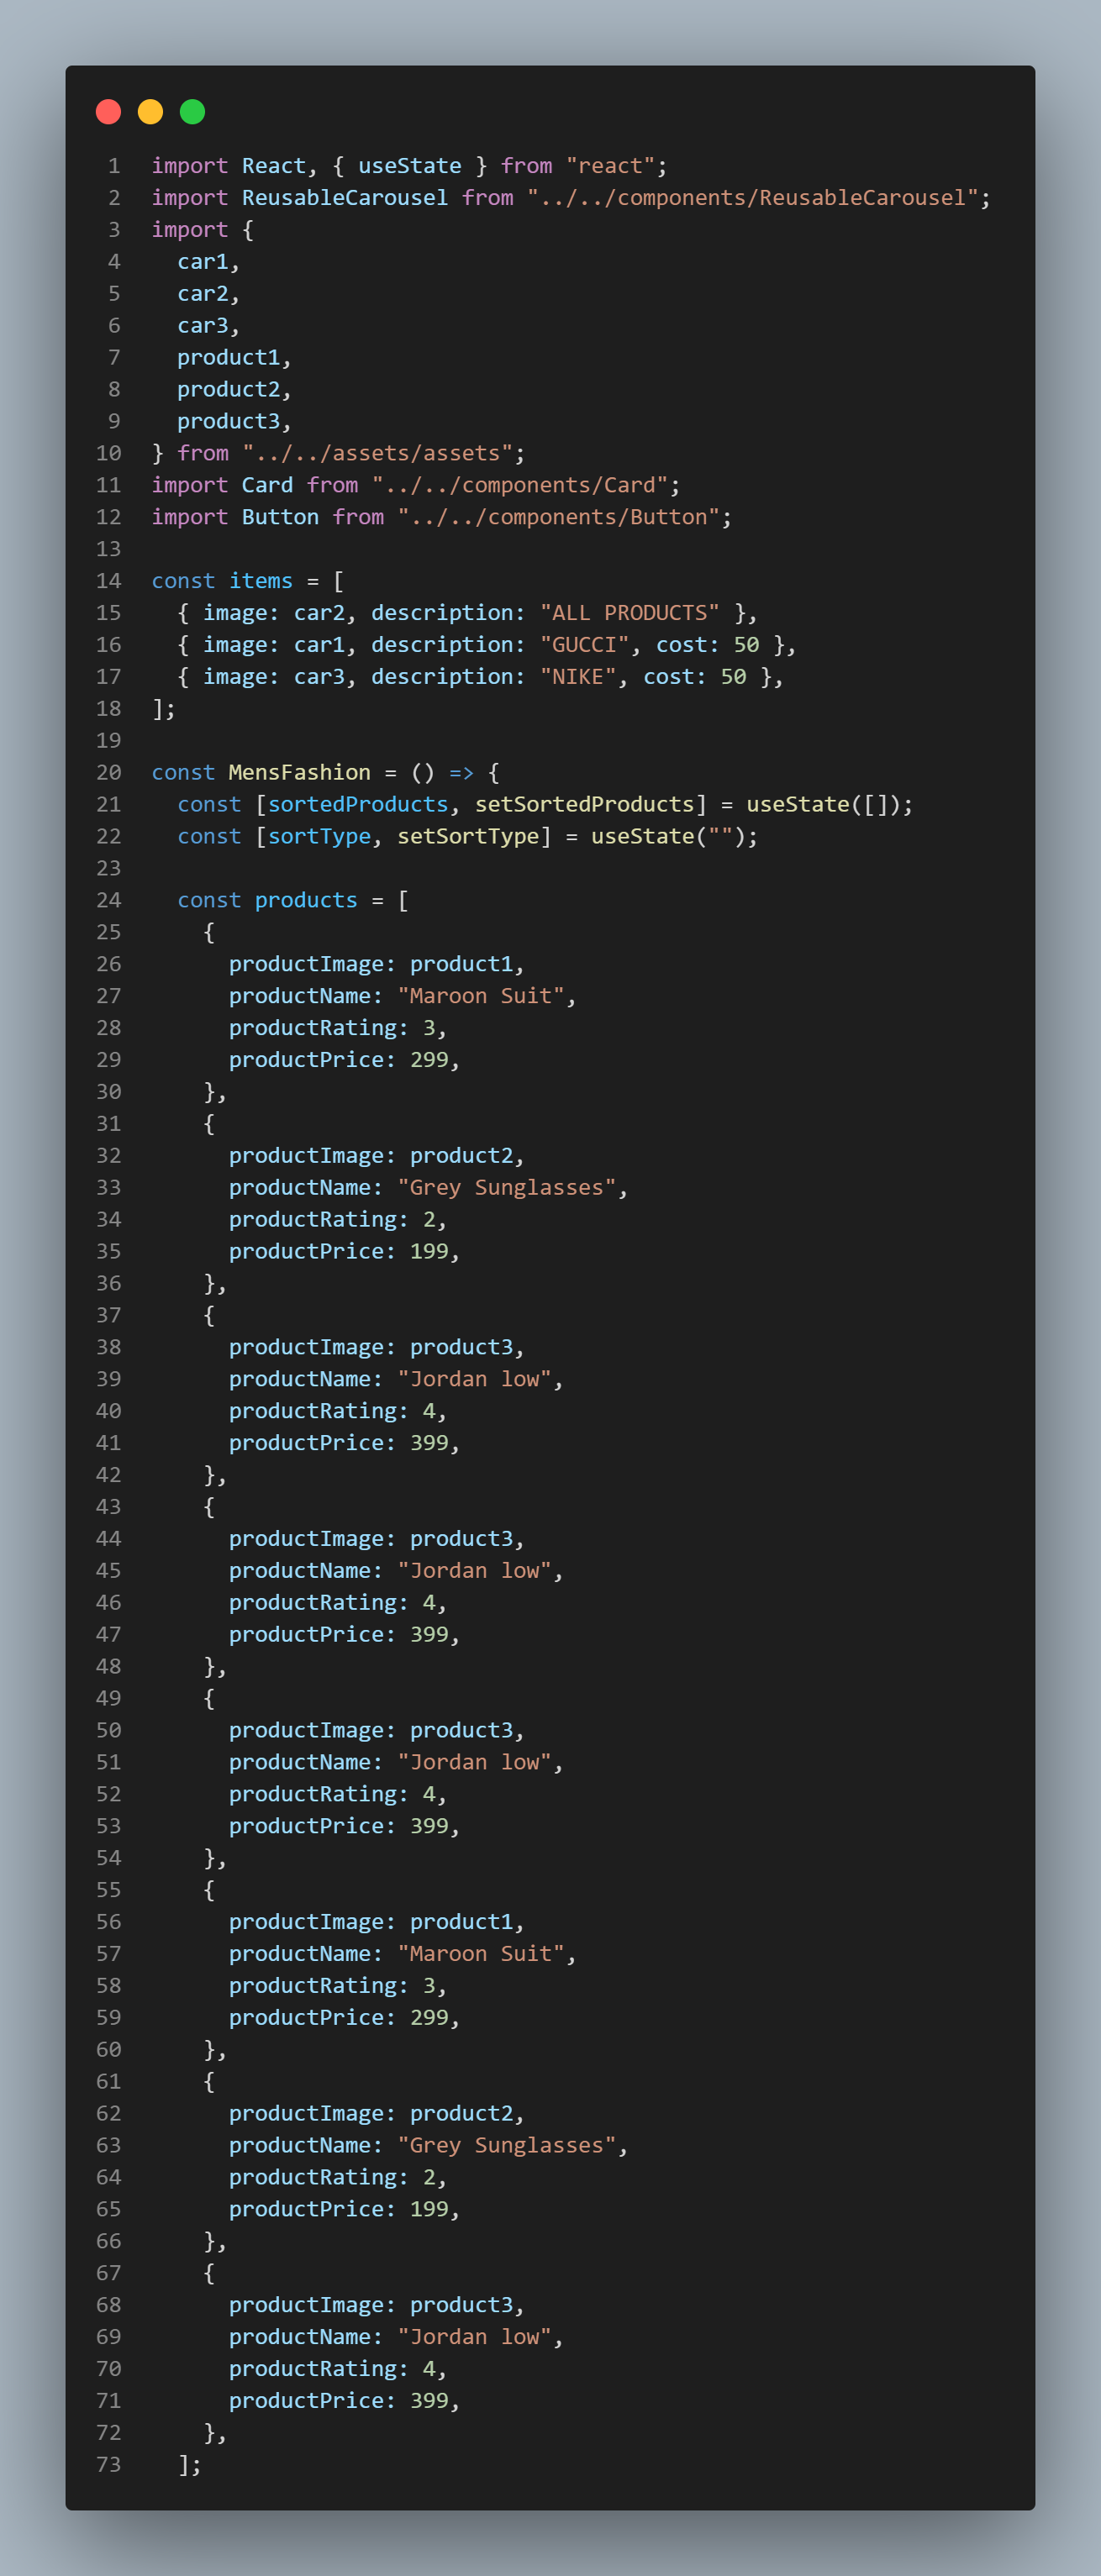 1 import React, { useState } from "react";
2 import ReusableCarousel from "../../components/ReusableCarousel";
3 import {
4   car1,
5   car2,
6   car3,
7   product1,
8   product2,
9   product3,
10 } from "../../assets/assets";
11 import Card from "../../components/Card";
12 import Button from "../../components/Button";
13
14 const items = [
15   { image: car2, description: "ALL PRODUCTS" },
16   { image: car1, description: "GUCCI", cost: 50 },
17   { image: car3, description: "NIKE", cost: 50 },
18 ];
19
20 const MensFashion = () => {
21   const [sortedProducts, setSortedProducts] = useState([]);
22   const [sortType, setSortType] = useState("");
23
24   const products = [
25     {
26       productImage: product1,
27       productName: "Maroon Suit",
28       productRating: 3,
29       productPrice: 299,
30     },
31     {
32       productImage: product2,
33       productName: "Grey Sunglasses",
34       productRating: 2,
35       productPrice: 199,
36     },
37     {
38       productImage: product3,
39       productName: "Jordan low",
40       productRating: 4,
41       productPrice: 399,
42     },
43     {
44       productImage: product3,
45       productName: "Jordan low",
46       productRating: 4,
47       productPrice: 399,
48     },
49     {
50       productImage: product3,
51       productName: "Jordan low",
52       productRating: 4,
53       productPrice: 399,
54     },
55     {
56       productImage: product1,
57       productName: "Maroon Suit",
58       productRating: 3,
59       productPrice: 299,
60     },
61     {
62       productImage: product2,
63       productName: "Grey Sunglasses",
64       productRating: 2,
65       productPrice: 199,
66     },
67     {
68       productImage: product3,
69       productName: "Jordan low",
70       productRating: 4,
71       productPrice: 399,
72     },
73   ];